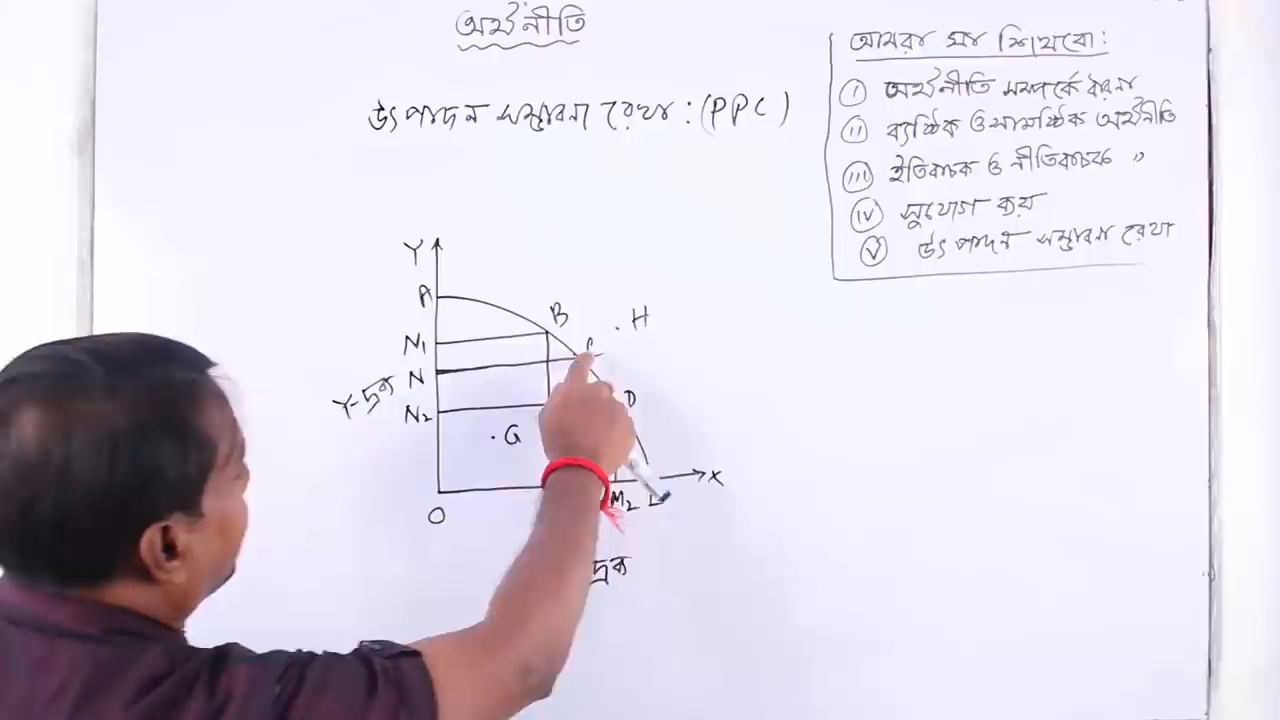 অর্থনীতি
উৎপাদন সম্ভাবনা রেখা : (PPC)
আমরা যা শিখবো :
(i) অর্থনীতি সম্পর্কে ধারনা
(ii) ব্যষ্টিক ও সামষ্টিক অর্থনীতি
(iii) ইতিবাচক ও নীতিবাচক "
(iv) সুযোগ ব্যয়
(v) উৎপাদন সম্ভাবনা রেখা
Y
A
B
H
N₁
N
Y-দ্রব্য
N₂
D
G
X
M₂
O
দ্রব্য